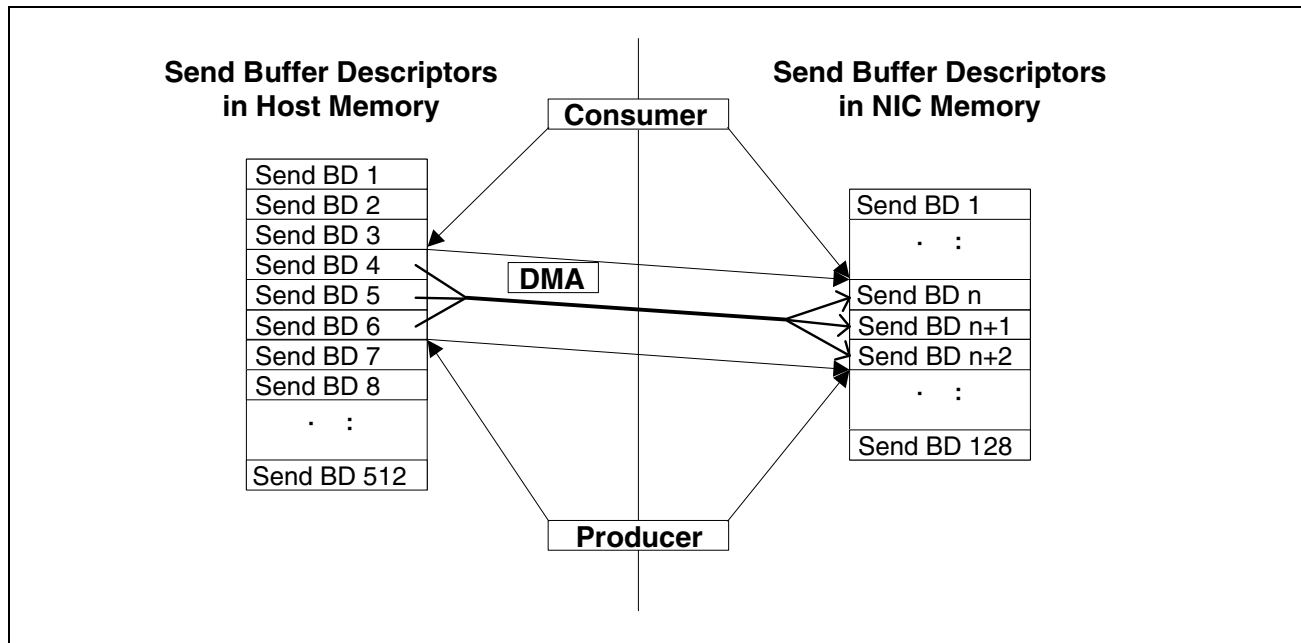 Send Buffer Descriptors
in Host Memory
Send Buffer Descriptors
in NIC Memory
Consumer
Send BD 1
Send BD 2
Send BD 3
Send BD 4
Send BD 5
Send BD 6
Send BD 7
Send BD 8
. :
Send BD 512
DMA
Send BD 1
. :
Send BD n
Send BD n+1
Send BD n+2
. :
Send BD 128
Producer